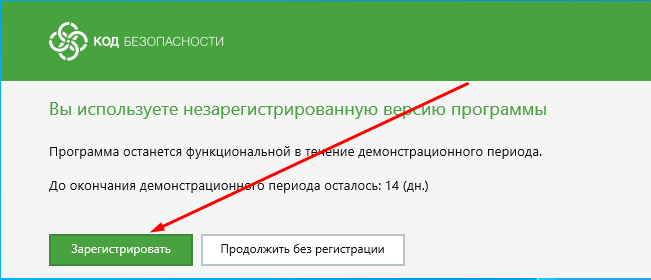 КОД БЕЗОПАСНОСТИ
Вы используете незарегистрированную версию программы
Программа останется функциональной в течение демонстрационного периода.
До окончания демонстрационного периода осталось: 14 (дн.)
Зарегистрировать
Продолжить без регистрации